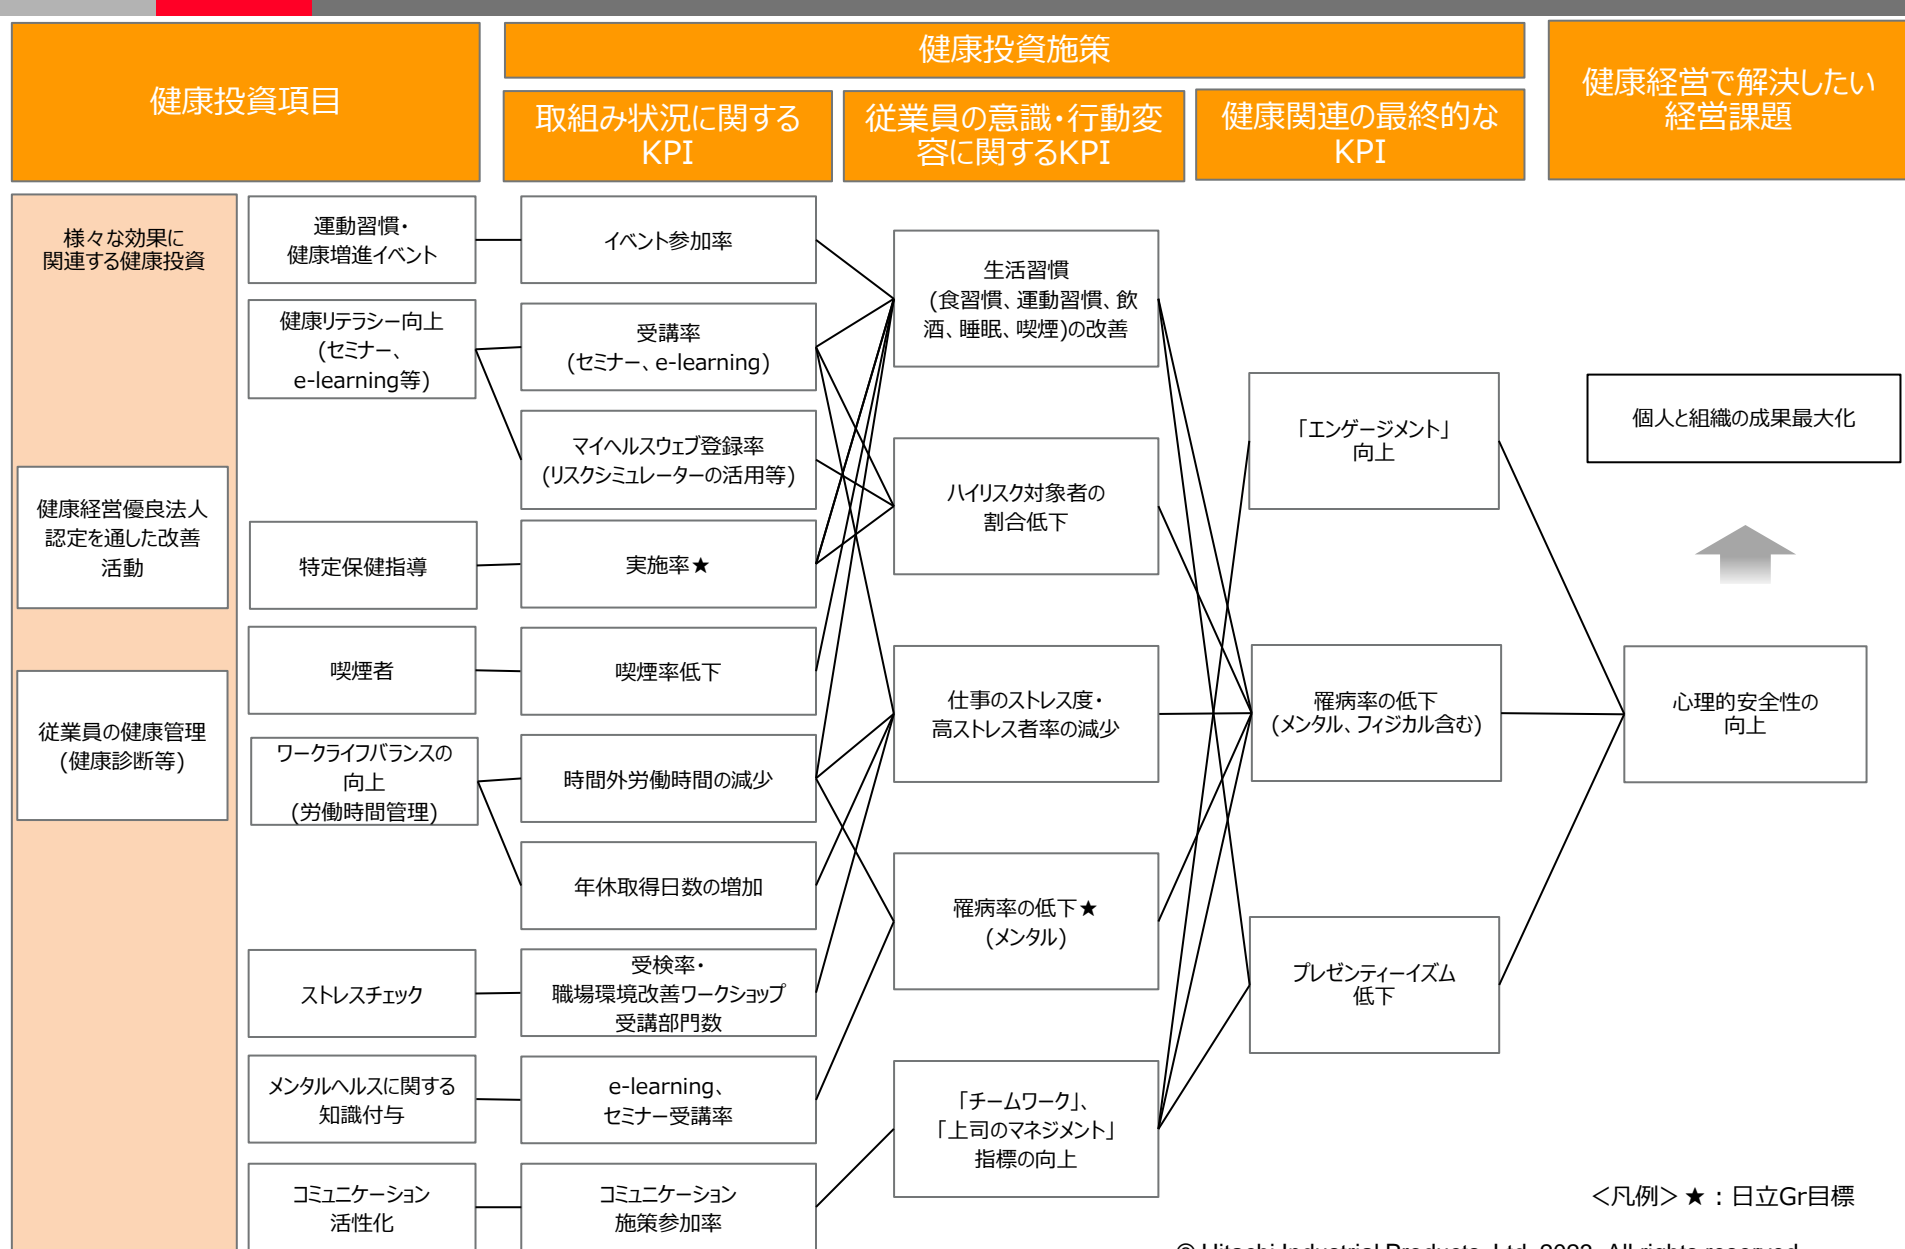 健康投資項目
健康投資施策
健康経営で解決したい
経営課題
取組み状況に関する
KPI
従業員の意識・行動変
容に関するKPI
健康関連の最終的な
KPI
様々な効果に
関連する健康投資
健康経営優良法人
認定を通した改善
活動
従業員の健康管理
(健康診断等)
運動習慣・
健康増進イベント
健康リテラシー向上
(セミナー、
e-learning等)
特定保健指導
喫煙者
ワークライフバランスの
向上
(労働時間管理)
ストレスチェック
メンタルヘルスに関する
知識付与
コミュニケーション
活性化
イベント参加率
受講率
(セミナー、e-learning)
マイヘルスウェブ登録率
(リスクシミュレーターの活用等)
実施率★
喫煙率低下
時間外労働時間の減少
年休取得日数の増加
受検率・
職場環境改善ワークショップ
受講部門数
e-learning、
セミナー受講率
コミュニケーション
施策参加率
生活習慣
(食習慣、運動習慣、飲
酒、睡眠、喫煙)の改善
ハイリスク対象者の
割合低下
仕事のストレス度・
高ストレス者率の減少
罹病率の低下★
(メンタル)
「チームワーク」、
「上司のマネジメント」
指標の向上
「エンゲージメント」
向上
罹病率の低下
(メンタル、フィジカル含む)
プレゼンティーイズム
低下
個人と組織の成果最大化
心理的安全性の
向上
<凡例>★：日立Gr目標
© Hitachi Industrial Products, Ltd. 2023. All rights reserved.